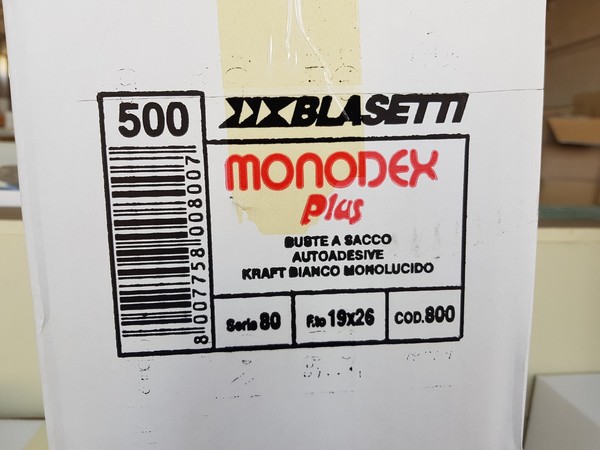 500
BLASETTI
MONODEX
Plus
BUSTE A SACCO
AUTOADESIVE
KRAFT BIANCO MONOLUCIDO
Serie 80
F.to 19x26
COD. 800
8 007758 008007